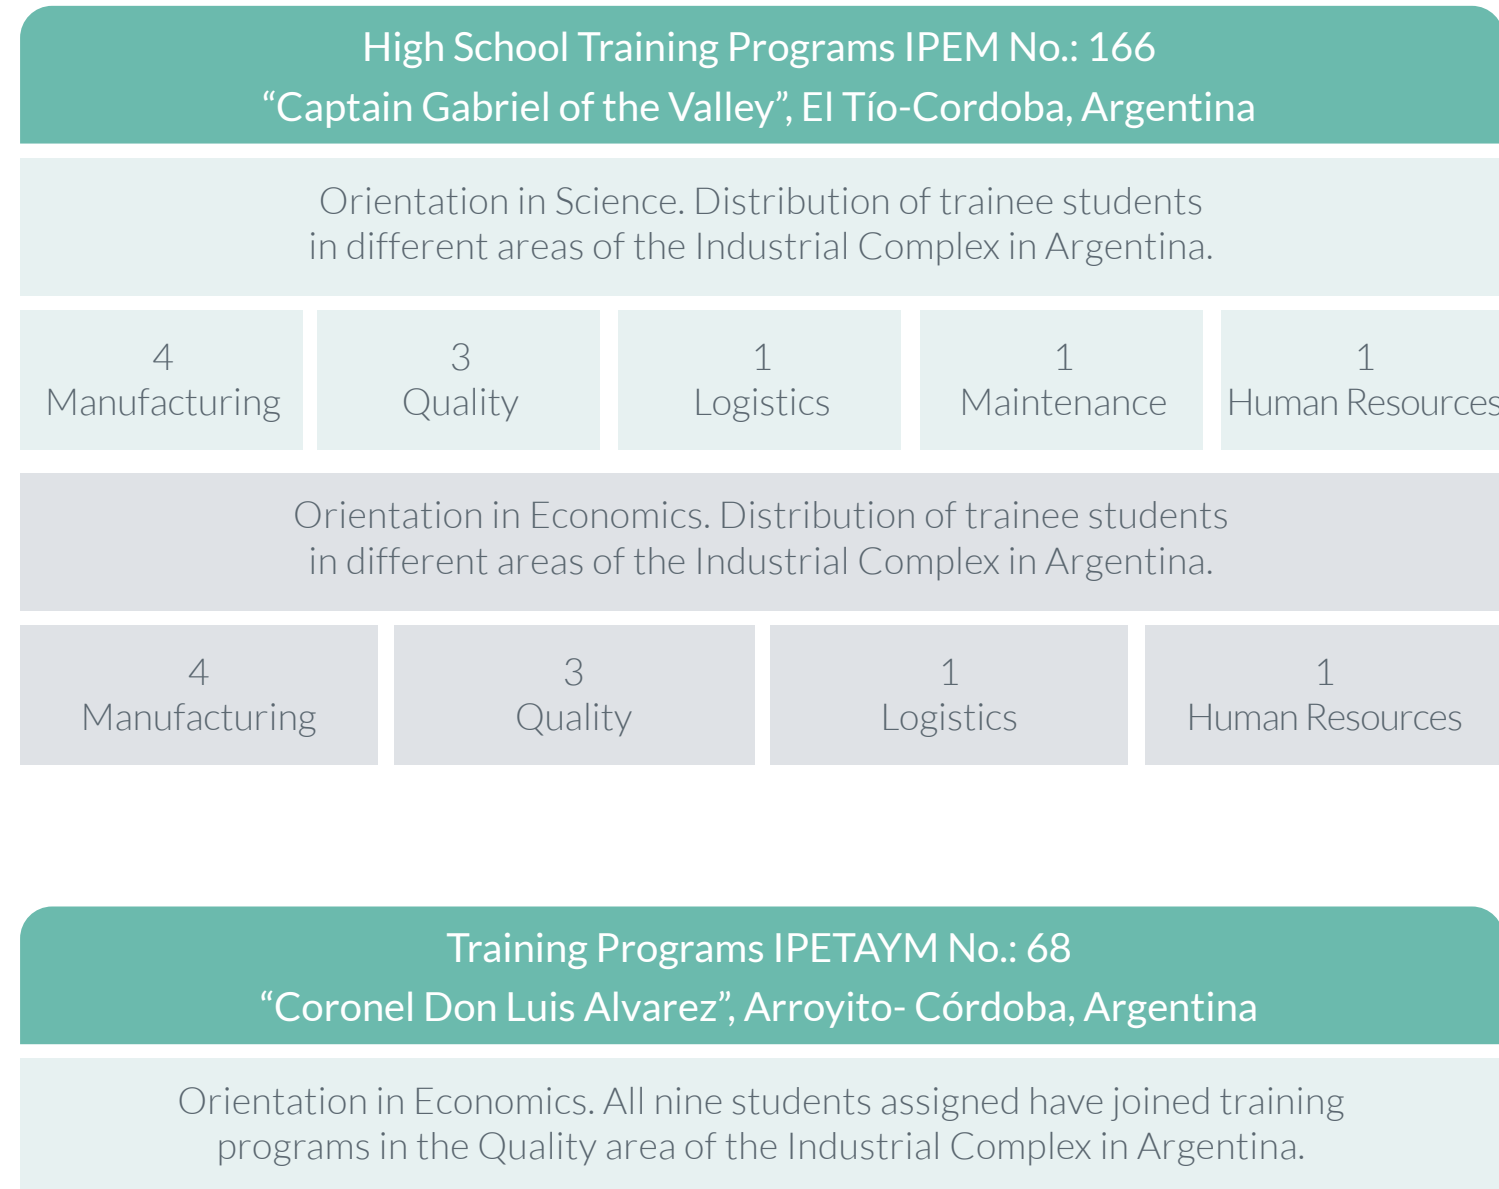 High School Training Programs IPEM No.: 166
“Captain Gabriel of the Valley”, El Tío-Cordoba, Argentina
Orientation in Science. Distribution of trainee students
in different areas of the Industrial Complex in Argentina.
4
Manufacturing
3
Quality
1
Logistics
1
Maintenance
1
Human Resources
Orientation in Economics. Distribution of trainee students
in different areas of the Industrial Complex in Argentina.
4
Manufacturing
3
Quality
1
Logistics
1
Human Resources
Training Programs IPETAYM No.: 68
“Coronel Don Luis Alvarez”, Arroyito- Córdoba, Argentina
Orientation in Economics. All nine students assigned have joined training
programs in the Quality area of the Industrial Complex in Argentina.